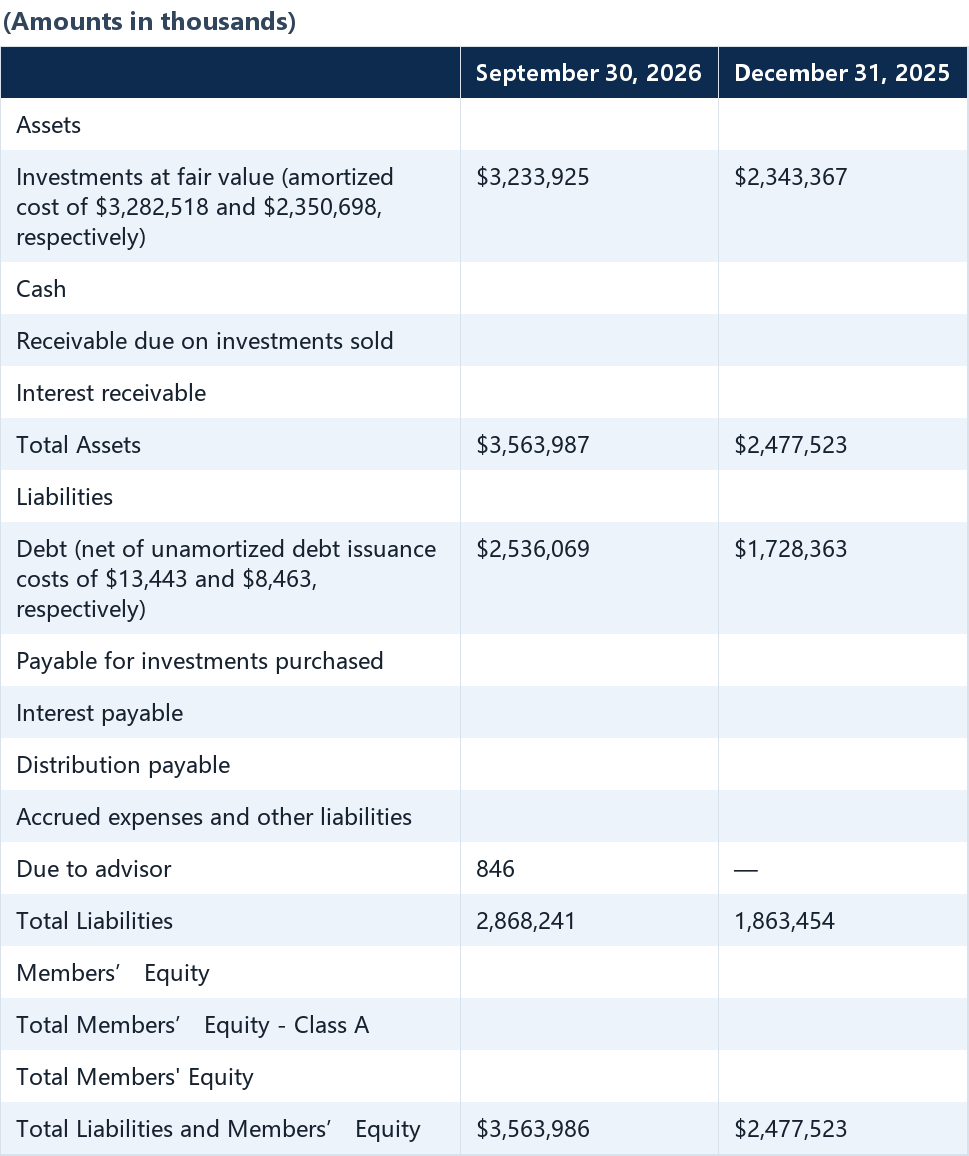 (Amounts in thousands)
September 30, 2026 December 31, 2025
Assets
Investments at fair value (amortized $3,233,925 $2,343,367
cost of $3,282,518 and $2,350,698,
respectively)
Cash
Receivable due on investments sold
Interest receivable
Total Assets $3,563,987 $2,477,523
Liabilities
Debt (net of unamortized debt issuance $2,536,069 $1,728,363
costs of $13,443 and $8,463,
respectively)
Payable for investments purchased
Interest payable
Distribution payable
Accrued expenses and other liabilities
Due to advisor 846 —
Total Liabilities 2,868,241 1,863,454
Members’ Equity
Total Members’ Equity - Class A
Total Members' Equity
Total Liabilities and Members’ Equity $3,563,986 $2,477,523